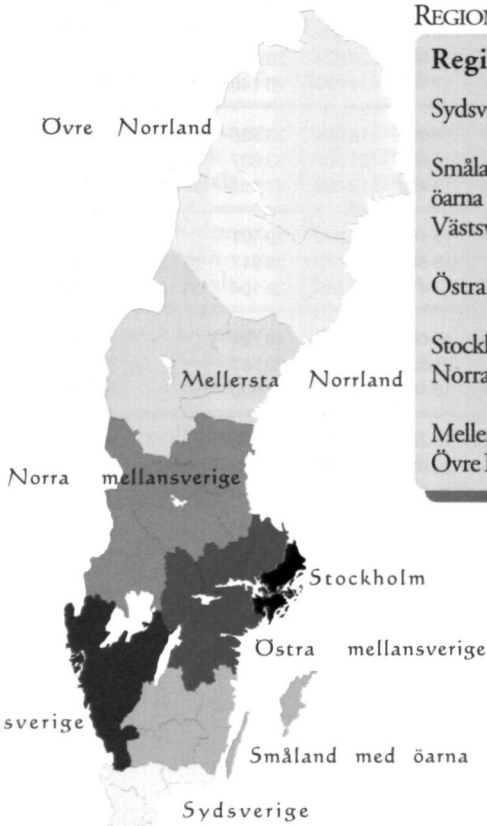 REGION
Regi
Sydsv
Småla
öarna
Västsv
Östra
Stockh
Norra
Meller
Övre
Övre Norrland
Mellersta Norrland
Norra mellansverige
Stockholm
Östra mellansverige
sverige
Småland med öarna
Sydsverige